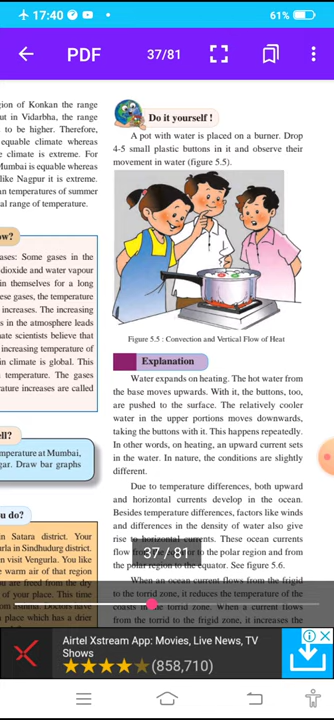 17:40
61%
PDF
37/81
gion of Konkan the range
ut in Vidarbha, the range
to be higher. Therefore,
equable climate whereas
e climate is extreme. For
Mumbai is equable whereas
like Nagpur it is extreme.
an temperatures of summer
al range of temperature.
ow?
ases: Some gases in the
dioxide and water vapour
in themselves for a long
ese gases, the temperature
increases. The increasing
s in the atmosphere leads
nate scientists believe that
increasing temperature of
in climate is global. This
temperature. The gases
rature increases are called
ell?
mperature at Mumbai,
gar. Draw bar graphs
u do?
in Satara district. Your
urla in Sindhudurg district.
n visit Vengurla. You like
e warm air of that region
u are freed from the dry
of your place. This time
place which has a drier
Do it yourself !
A pot with water is placed on a burner. Drop
4-5 small plastic buttons in it and observe their
movement in water (figure 5.5).
Figure 5.5 : Convection and Vertical Flow of Heat
Explanation
Water expands on heating. The hot water from
the base moves upwards. With it, the buttons, too,
are pushed to the surface. The relatively cooler
water in the upper portions moves downwards,
taking the buttons with it. This happens repeatedly.
In other words, on heating, an upward current sets
in the water. In nature, the conditions are slightly
different.
Due to temperature differences, both upward
and horizontal currents develop in the ocean.
Besides temperature differences, factors like winds
and differences in the density of water also give
rise to horizontal currents. These ocean currents
flow to the polar region and from
the polar region to the equator. See figure 5.6.
37 / 81
When an ocean current flows from the frigid
to the torrid zone, it reduces the temperature of the
coasts in the torrid zone. When a current flows
from the torrid to the frigid zone, it increases the
Airtel Xstream App: Movies, Live News, TV
Shows
(858,710)